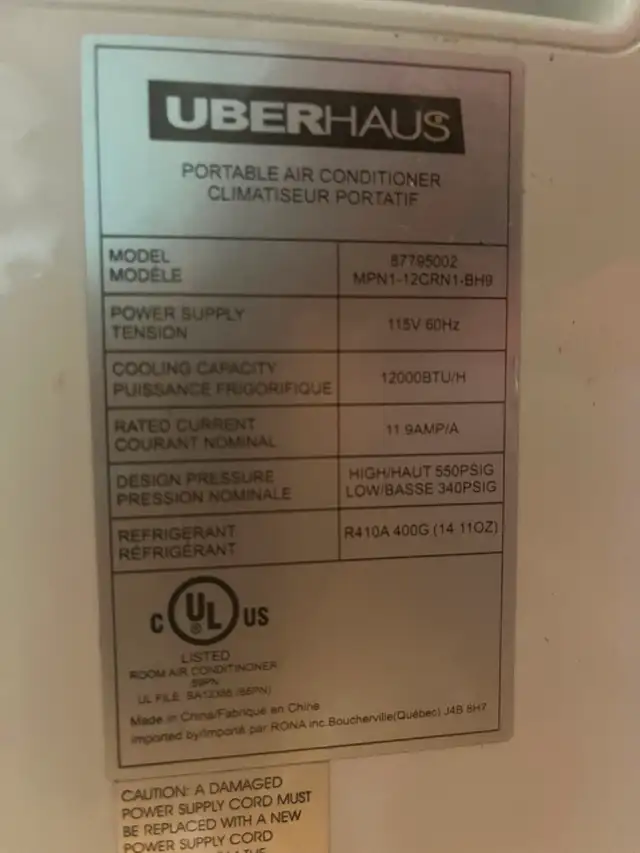 UBERHAUS
PORTABLE AIR CONDITIONER
CLIMATISEUR PORTATIF
MODEL
MODÈLE
87795002
MPN1-12CRN1-BH9
POWER SUPPLY
TENSION
115V 60Hz
COOLING CAPACITY
PUISSANCE FRIGORIFIQUE
12000BTU/H
RATED CURRENT
COURANT NOMINAL
11.9AMP/A
DESIGN PRESSURE
PRESSION NOMINALE
HIGH/HAUT 550PSIG
LOW/BASSE 340PSIG
REFRIGERANT
RÉFRIGÉRANT
R410A 400G (14.11OZ)
C UL ® US
LISTED
ROOM AIR CONDITINONER
UL FILE
Made in China/Fabriqué en China
Imported by/Importé par RONA inc.Boucherville(Québec) J4B 8H7
CAUTION: A DAMAGED
POWER SUPPLY CORD MUST
BE REPLACED WITH A NEW
POWER SUPPLY CORD